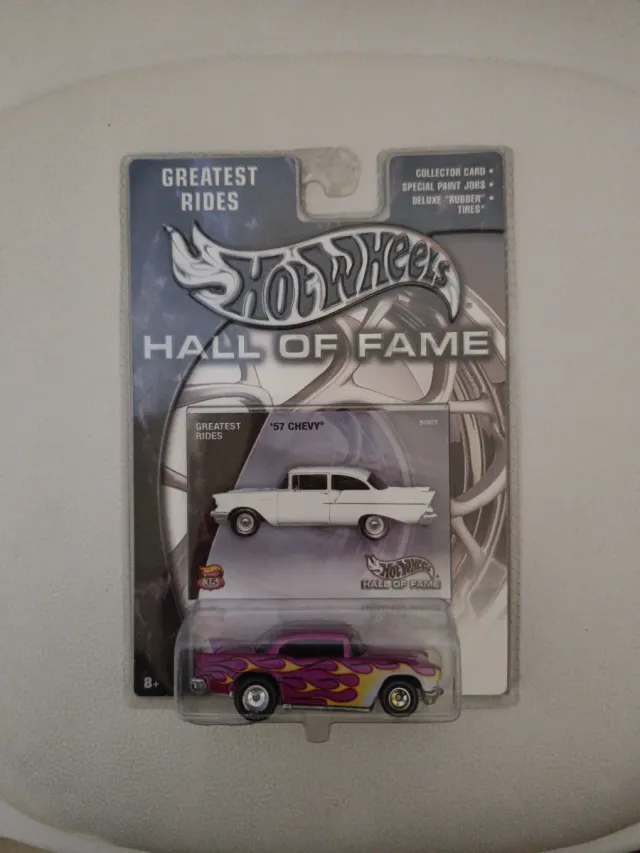 GREATEST
RIDES
COLLECTOR CARD •
SPECIAL PAINT JOBS •
DELUXE "RUBBER" •
TIRES*
HOT WHEELS
HALL OF FAME
GREATEST
RIDES
'57 CHEVY®
HOT WHEELS
HALL OF FAME
35
8+